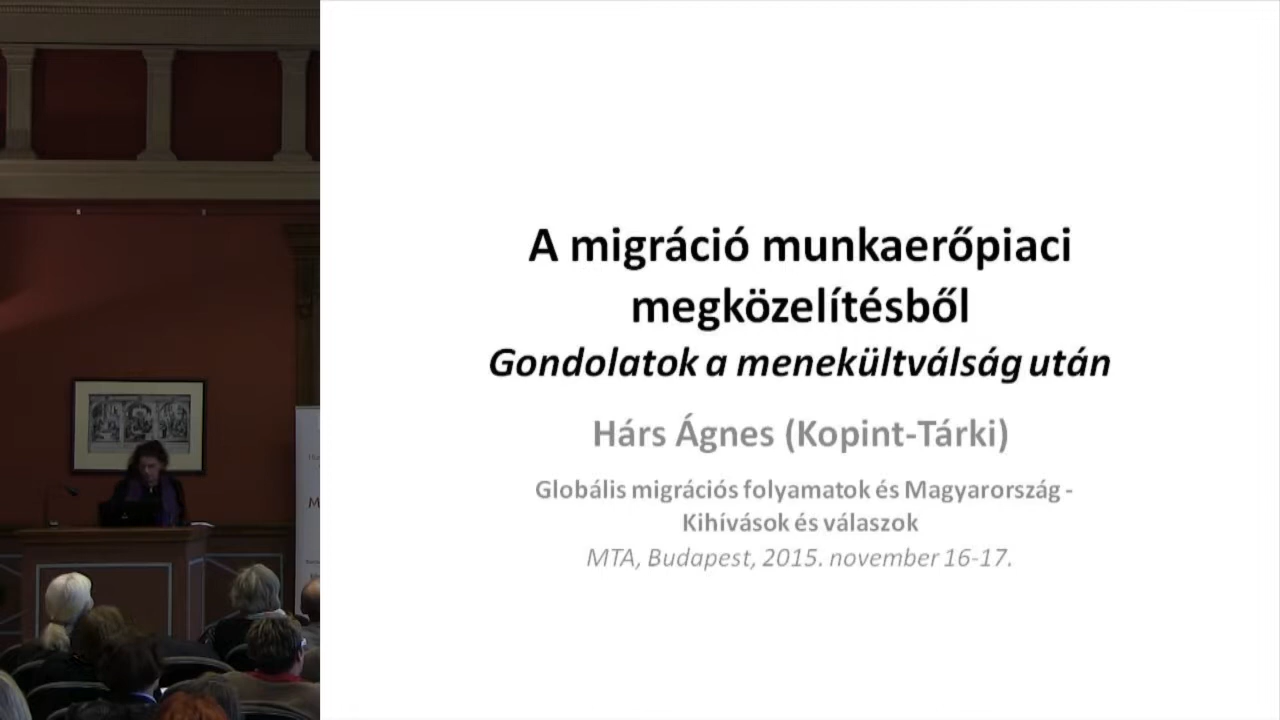 A migráció munkaerőpiaci
megközelítésből
Gondolatok a menekültválság után
Hárs Ágnes (Kopint-Tárki)
Globális migrációs folyamatok és Magyarország -
Kihívások és válaszok
MTA, Budapest, 2015. november 16-17.